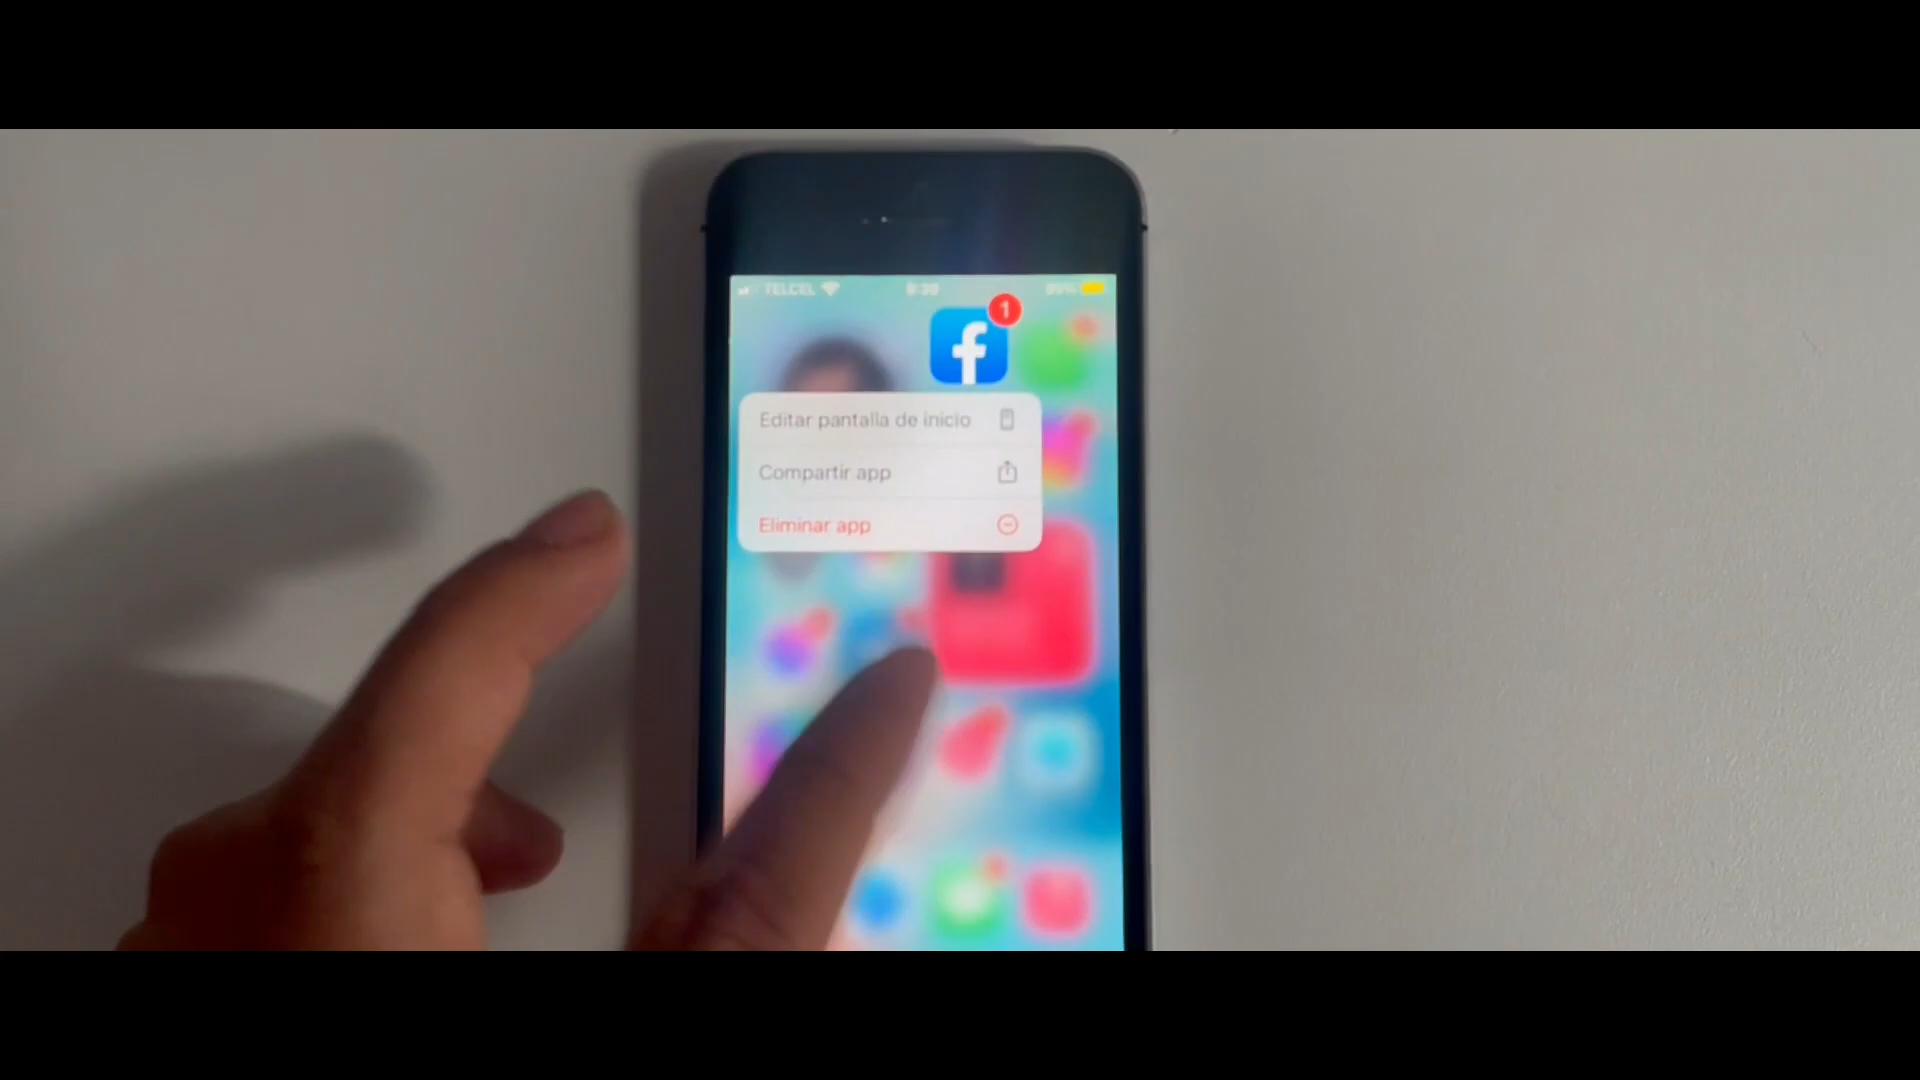 TELCEL
1
f
Editar pantalla de inicio
Compartir app
Eliminar app